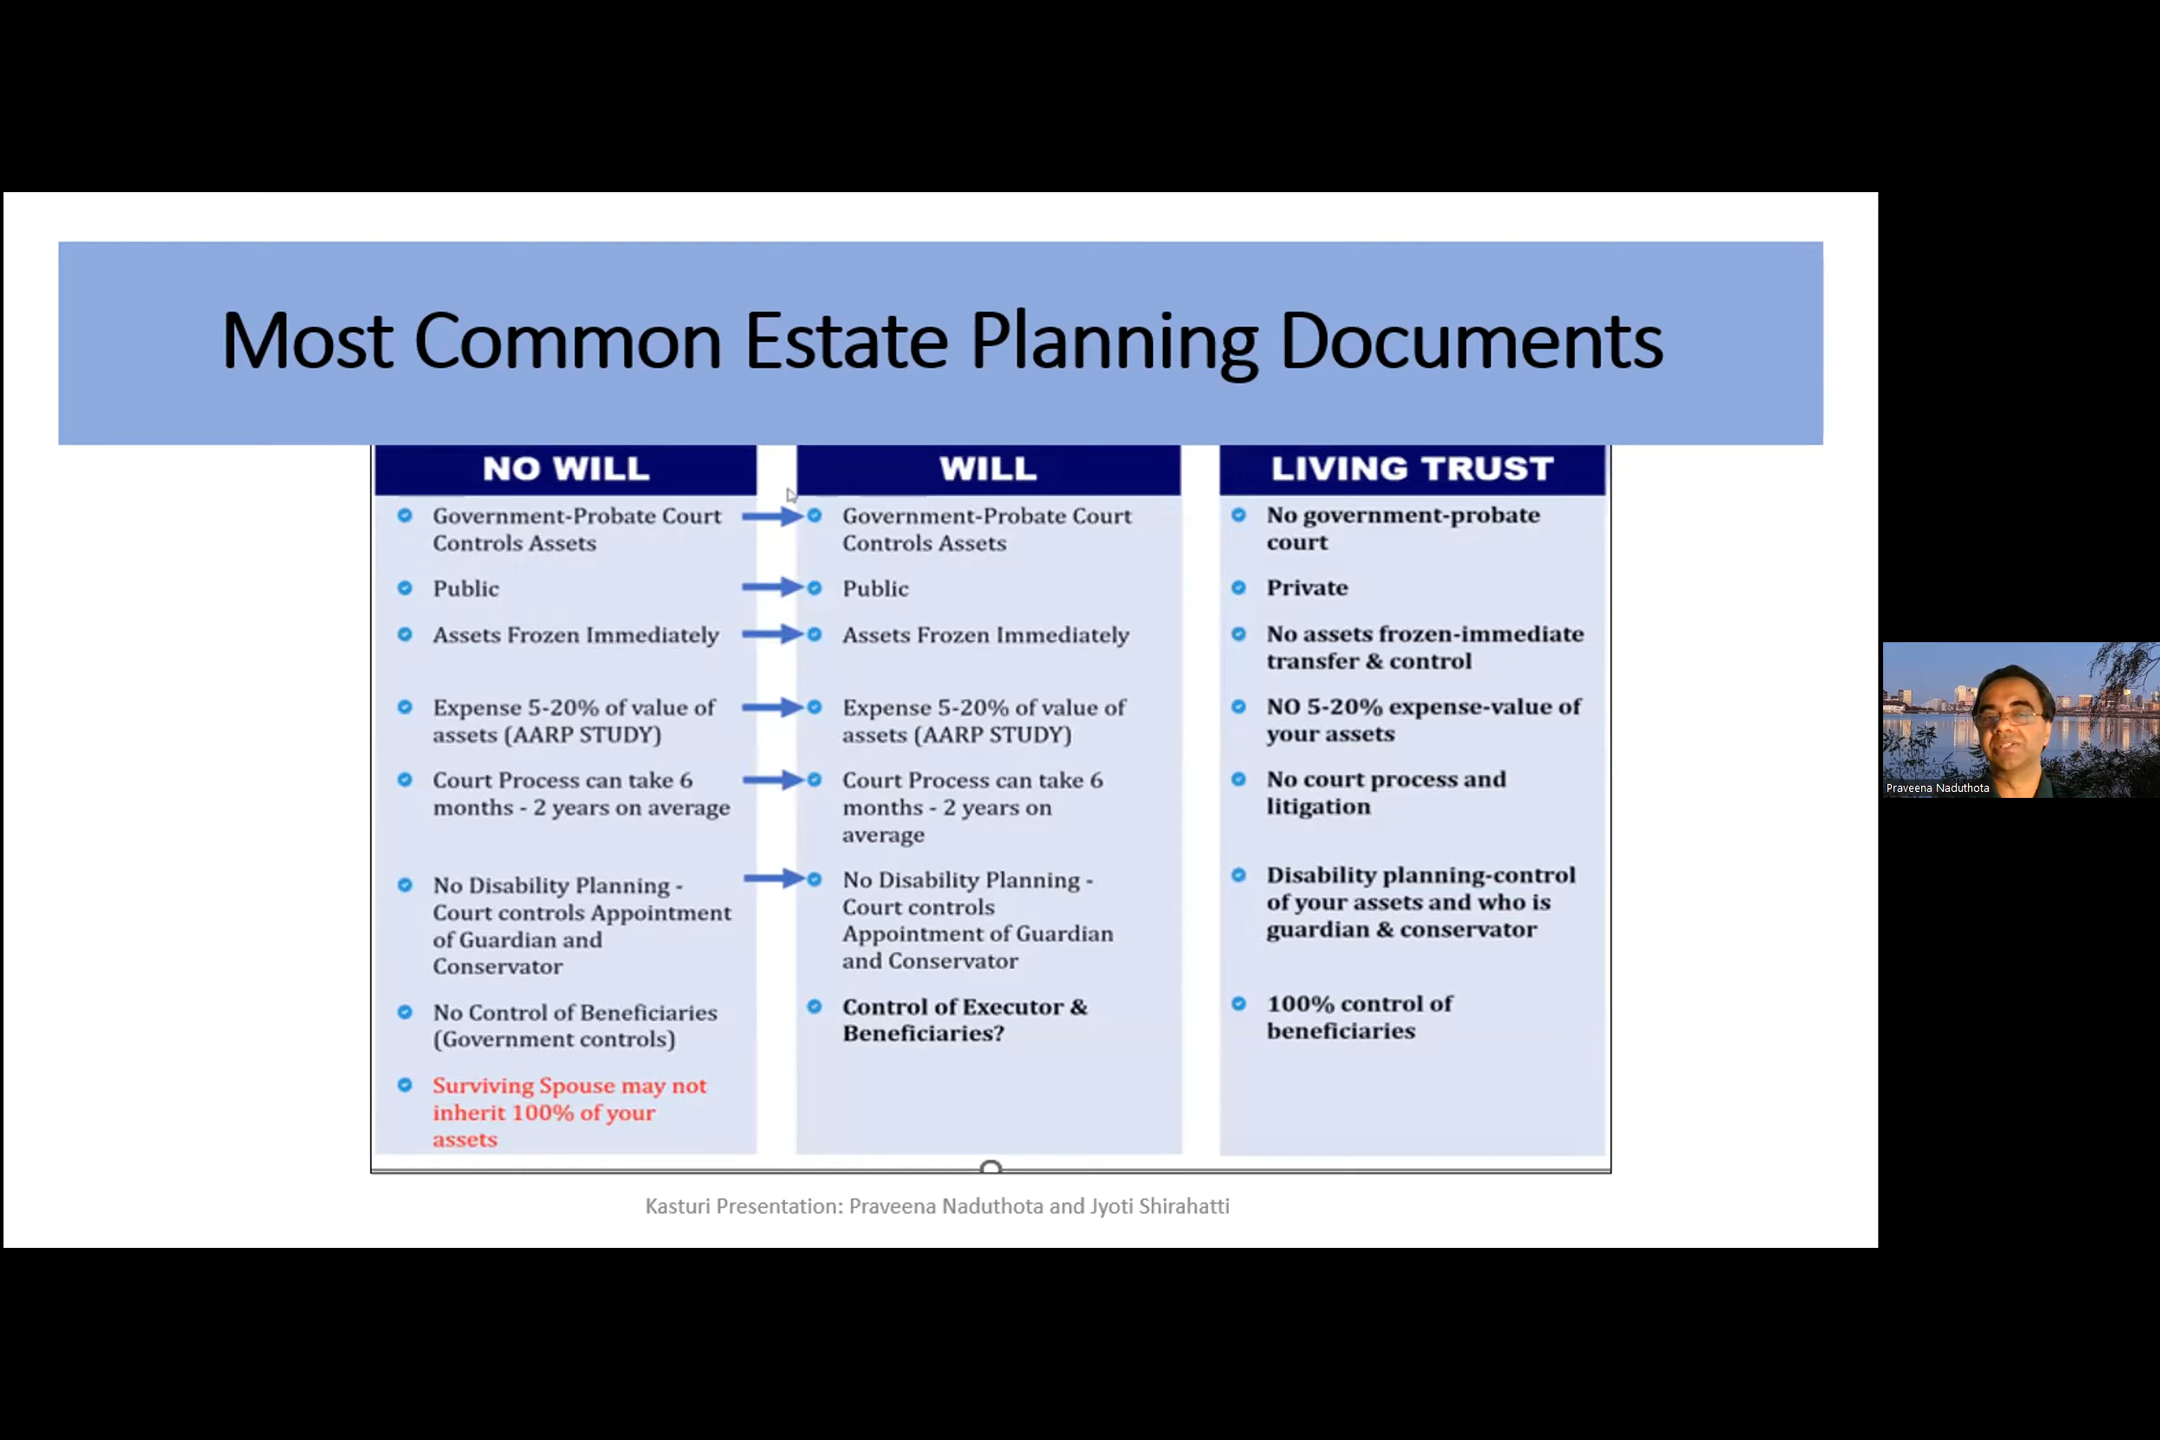 Most Common Estate Planning Documents
NO WILL
Government-Probate Court
Controls Assets
Public
Assets Frozen Immediately
Expense 5-20% of value of
assets (AARP STUDY)
Court Process can take 6
months - 2 years on average
No Disability Planning -
Court controls Appointment
of Guardian and
Conservator
No Control of Beneficiaries
(Government controls)
Surviving Spouse may not
inherit 100% of your
assets
WILL
Government-Probate Court
Controls Assets
Public
Assets Frozen Immediately
Expense 5-20% of value of
assets (AARP STUDY)
Court Process can take 6
months - 2 years on
average
No Disability Planning -
Court controls
Appointment of Guardian
and Conservator
Control of Executor &
Beneficiaries?
LIVING TRUST
No government-probate
court
Private
No assets frozen-immediate
transfer & control
NO 5-20% expense-value of
your assets
No court process and
litigation
Disability planning-control
of your assets and who is
guardian & conservator
100% control of
beneficiaries
Kasturi Presentation: Praveena Naduthota and Jyoti Shirahatti
Praveena Naduthota